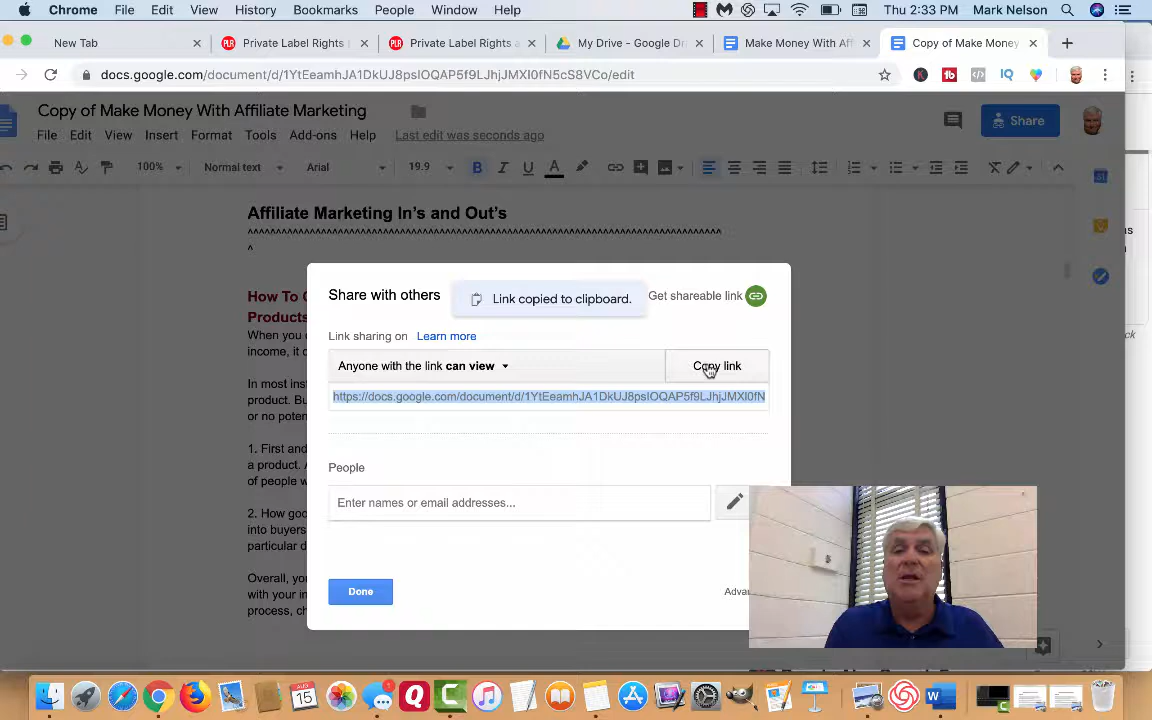 Chrome File Edit View History Bookmarks People Window Help Thu 2:33 PM Mark Nelson
New Tab Private Label Rights Private Label Rights a My Drive - Google Dr Make Money With Aff Copy of Make Money
docs.google.com/document/d/1YtEeamhJA1DkUJ8psIOQAP5f9LJhjJMXI0fN5cS8VCo/edit
Copy of Make Money With Affiliate Marketing
File Edit View Insert Format Tools Add-ons Help Last edit was seconds ago
Share
100% Normal text Arial 19.9 B I U A
Affiliate Marketing In's and Out's
How To
Products
When you
income, it
In most ins
product. Bu
or no poten
1. First and
a product. A
of people w
2. How goo
into buyers
particular d
Overall, yo
with your in
process, ch
Share with others
Link copied to clipboard.
Get shareable link
Link sharing on Learn more
Anyone with the link can view
Copy link
https://docs.google.com/document/d/1YtEeamhJA1DkUJ8psIOQAP5f9LJhjJMXI0fN
People
Enter names or email addresses...
Done
Adva
AUG
15